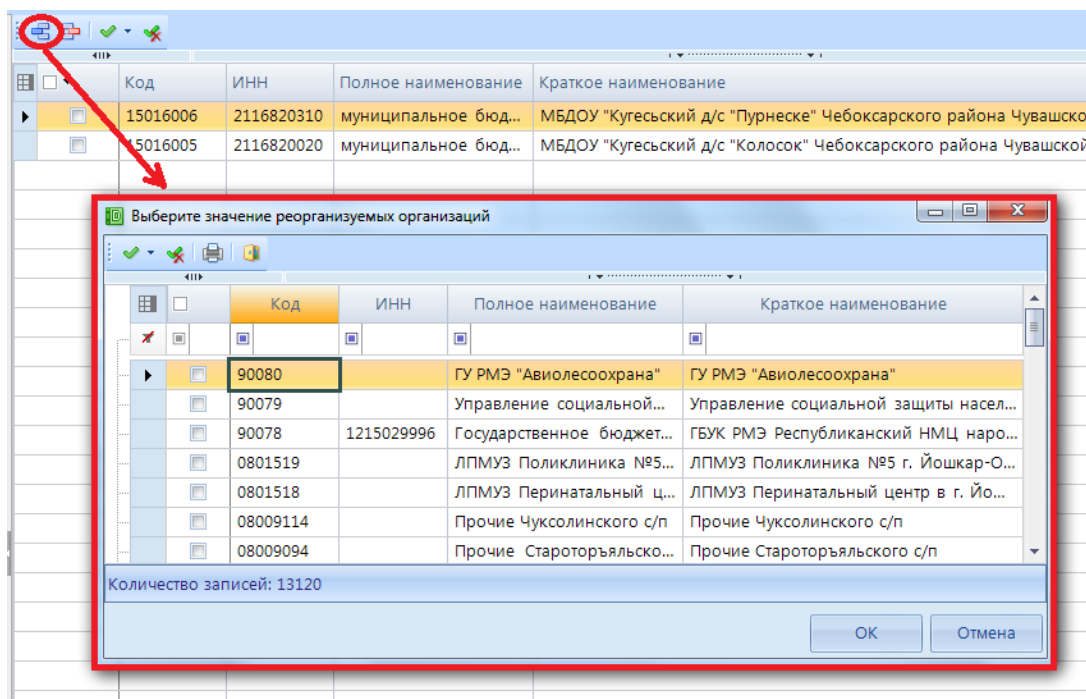 Код ИНН Полное наименование Краткое наименование
15016006 2116820310 муниципальное бюд... МБДОУ "Кугесьский д/с "Пурнеске" Чебоксарского района Чувашско
15016005 2116820020 муниципальное бюд... МБДОУ "Кугесьский д/с "Колосок" Чебоксарского района Чувашской
Выберите значение реорганизуемых организаций
Код ИНН Полное наименование Краткое наименование
90080 ГУ РМЭ "Авиолесоохрана" ГУ РМЭ "Авиолесоохрана"
90079 Управление социальной... Управление социальной защиты насел...
90078 1215029996 Государственное бюджет... ГБУК РМЭ Республиканский НМЦ наро...
0801519 ЛПМУЗ Поликлиника №5... ЛПМУЗ Поликлиника №5 г. Йошкар-О...
0801518 ЛПМУЗ Перинатальный ц... ЛПМУЗ Перинатальный центр в г. Йо...
08009114 Прочие Чуксолинского с/п Прочие Чуксолинского с/п
08009094 Прочие Староторъяльско... Прочие Староторъяльского с/п
Количество записей: 13120
ОК Отмена